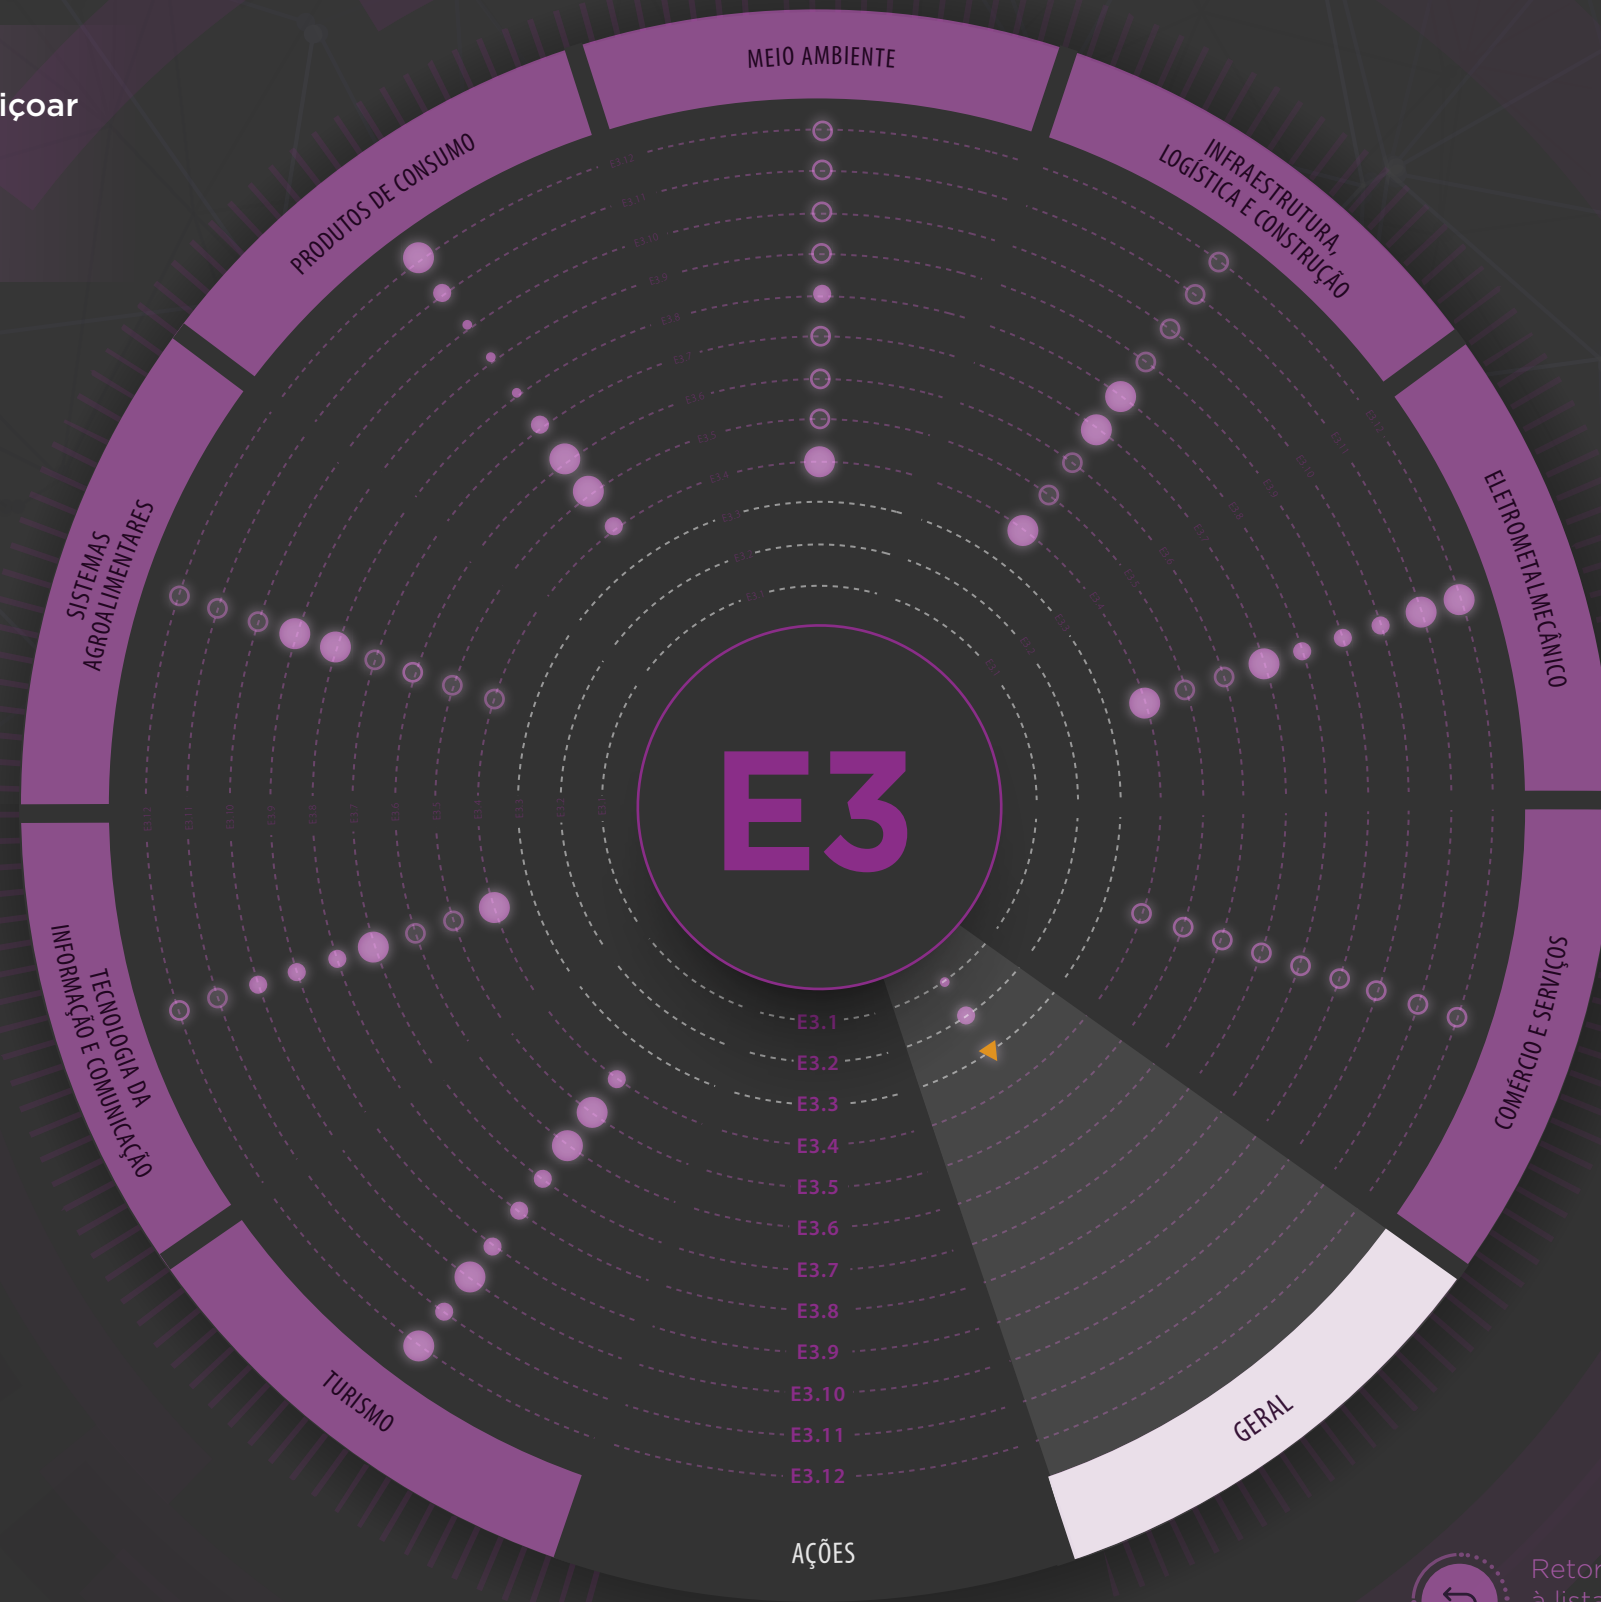 içoar
MEIO AMBIENTE
PRODUTOS DE CONSUMO
INFRAESTRUTURA,
LOGÍSTICA E CONSTRUÇÃO
SISTEMAS
AGROALIMENTARES
ELETROMETALMECÂNICO
E3
TECNOLOGIA DA
INFORMAÇÃO E COMUNICAÇÃO
COMÉRCIO E SERVIÇOS
E3.1
E3.2
E3.3
E3.4
E3.5
E3.6
E3.7
E3.8
E3.9
E3.10
E3.11
E3.12
TURISMO
GERAL
AÇÕES
Retor
à lista